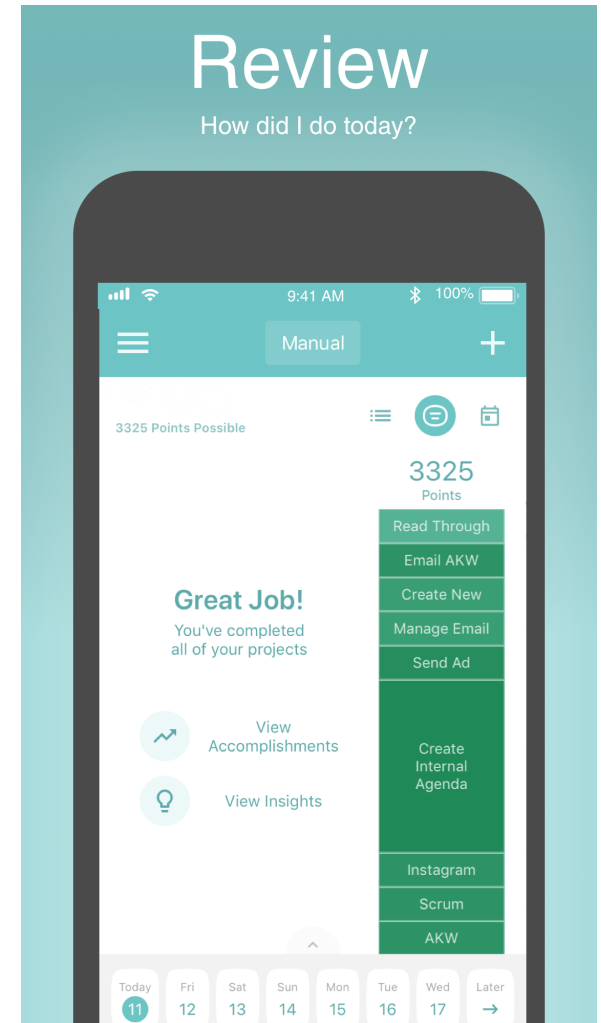 Review
How did I do today?
9:41 AM
100%
Manual
3325 Points Possible
3325
Points
Read Through
Email AKW
Create New
Manage Email
Send Ad
Great Job!
You've completed
all of your projects
View
Accomplishments
View Insights
Create
Internal
Agenda
Instagram
Scrum
AKW
Today Fri Sat Sun Mon Tue Wed Later
11 12 13 14 15 16 17